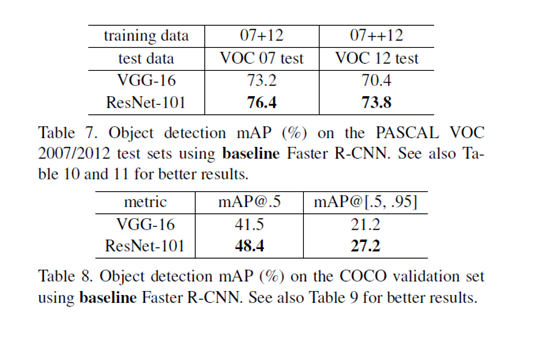 training data 07+12 07++12
test data VOC 07 test VOC 12 test
VGG-16 73.2 70.4
ResNet-101 76.4 73.8
Table 7. Object detection mAP (%) on the PASCAL VOC
2007/2012 test sets using baseline Faster R-CNN. See also Ta-
ble 10 and 11 for better results.
metric mAP@.5 mAP@[.5, .95]
VGG-16 41.5 21.2
ResNet-101 48.4 27.2
Table 8. Object detection mAP (%) on the COCO validation set
using baseline Faster R-CNN. See also Table 9 for better results.